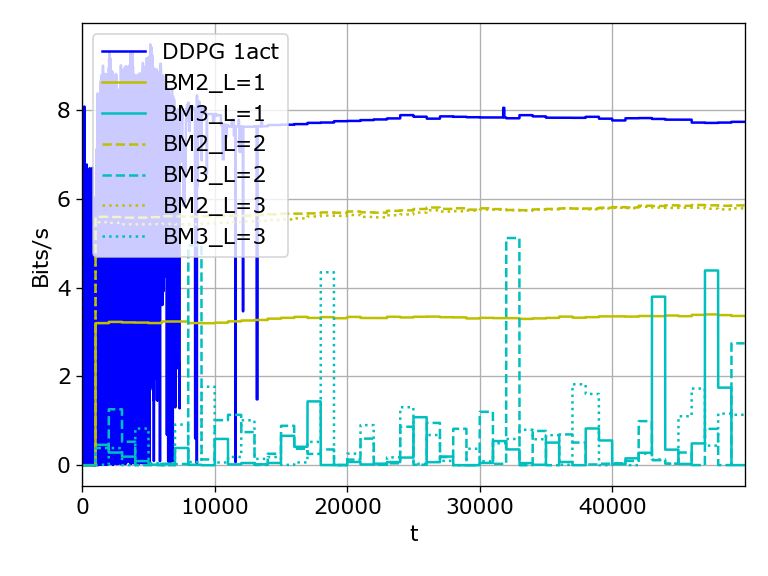 DDPG 1act
BM2_L=1
BM3_L=1
BM2_L=2
BM3_L=2
BM2_L=3
BM3_L=3
8
6
4
2
0
Bits/s
0 10000 20000 30000 40000
t